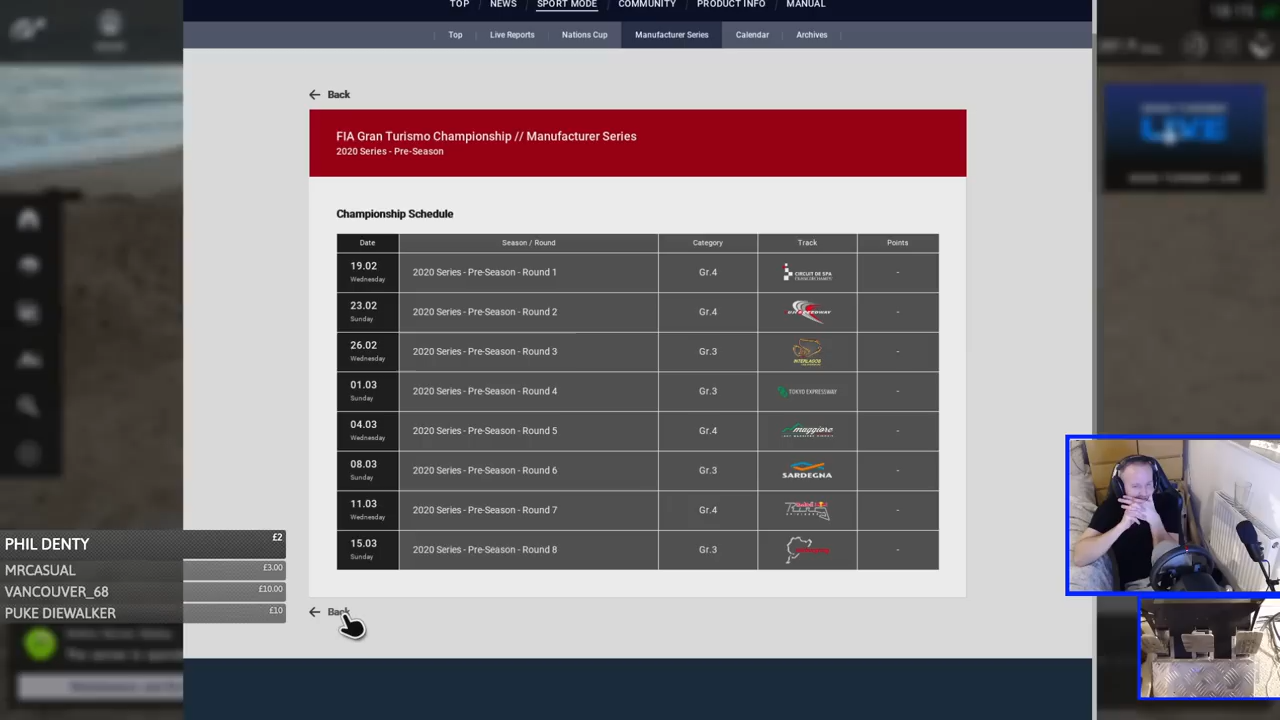 TOP NEWS SPORT MODE COMMUNITY PRODUCT INFO MANUAL
Top Live Reports Nations Cup Manufacturer Series Calendar Archives
Back
FIA Gran Turismo Championship // Manufacturer Series
2020 Series - Pre-Season
Championship Schedule
Date Season / Round Category Track Points
19.02 Wednesday 2020 Series - Pre-Season - Round 1 Gr.4 CIRCUIT DE SPA -
23.02 Sunday 2020 Series - Pre-Season - Round 2 Gr.4 -
26.02 Wednesday 2020 Series - Pre-Season - Round 3 Gr.3 INTERLAGOS -
01.03 Sunday 2020 Series - Pre-Season - Round 4 Gr.3 TOKYO EXPRESSWAY -
04.03 Wednesday 2020 Series - Pre-Season - Round 5 Gr.4 Maggiore -
08.03 Sunday 2020 Series - Pre-Season - Round 6 Gr.3 SARDEGNA -
11.03 Wednesday 2020 Series - Pre-Season - Round 7 Gr.4 -
15.03 Sunday 2020 Series - Pre-Season - Round 8 Gr.3 -
Back
PHIL DENTY £2
MRCASUAL £3.00
VANCOUVER_68 £10.00
PUKE DIEWALKER £10
LIVE